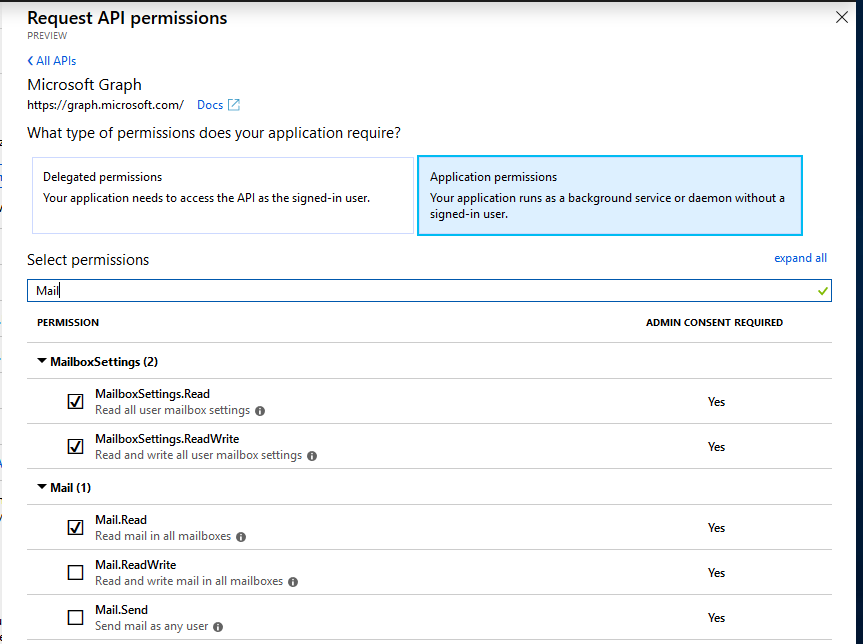 Request API permissions
PREVIEW
All APIs
Microsoft Graph
https://graph.microsoft.com/ Docs
What type of permissions does your application require?
Delegated permissions
Your application needs to access the API as the signed-in user.
Application permissions
Your application runs as a background service or daemon without a
signed-in user.
Select permissions
expand all
Mail
PERMISSION ADMIN CONSENT REQUIRED
MailboxSettings (2)
MailboxSettings.Read
Read all user mailbox settings
Yes
MailboxSettings.ReadWrite
Read and write all user mailbox settings
Yes
Mail (1)
Mail.Read
Read mail in all mailboxes
Yes
Mail.ReadWrite
Read and write mail in all mailboxes
Yes
Mail.Send
Send mail as any user
Yes